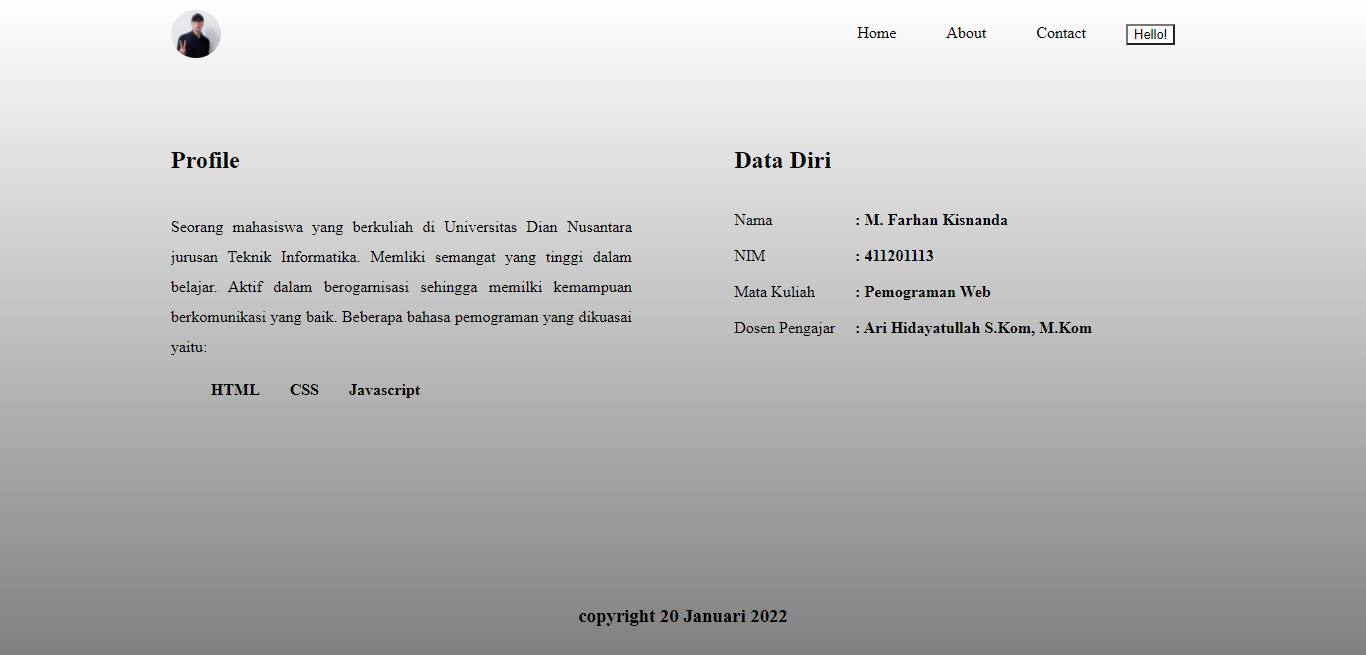 Home About Contact Hello!
Profile
Seorang mahasiswa yang berkuliah di Universitas Dian Nusantara
jurusan Teknik Informatika. Memliki semangat yang tinggi dalam
belajar. Aktif dalam berogarnisasi sehingga memilki kemampuan
berkomunikasi yang baik. Beberapa bahasa pemograman yang dikuasai
yaitu:
HTML CSS Javascript
Data Diri
Nama : M. Farhan Kisnanda
NIM : 411201113
Mata Kuliah : Pemograman Web
Dosen Pengajar : Ari Hidayatullah S.Kom, M.Kom
copyright 20 Januari 2022